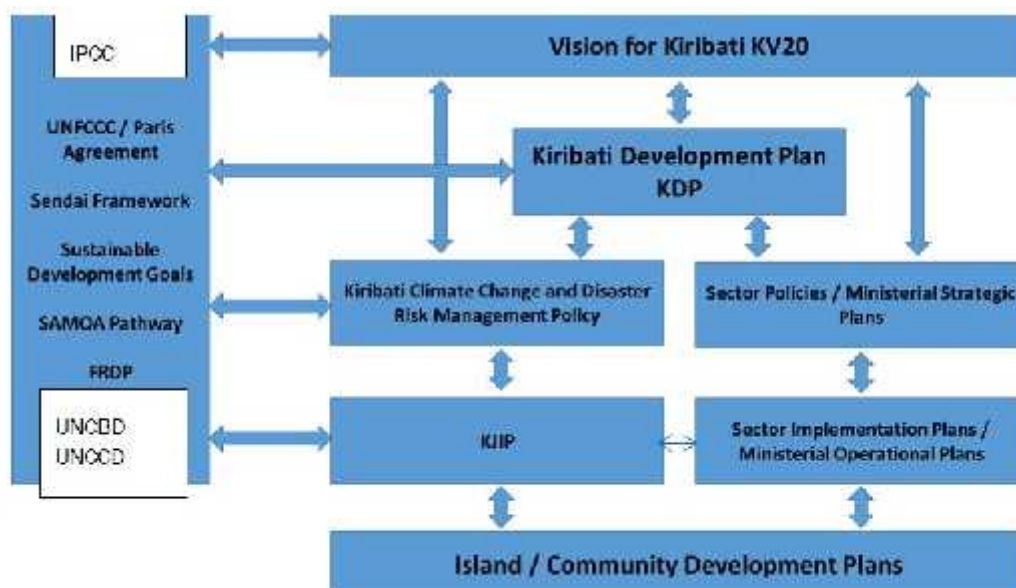 IPCC
UNFCCC / Paris
Agreement
Sendai Framework
Sustainable
Development Goals
SAMOA Pathway
FRDP
UNCBD
UNCCD
Vision for Kiribati KV20
Kiribati Development Plan
KDP
Kiribati Climate Change and Disaster
Risk Management Policy
Sector Policies / Ministerial Strategic
Plans
KJIP
Sector Implementation Plans /
Ministerial Operational Plans
Island / Community Development Plans